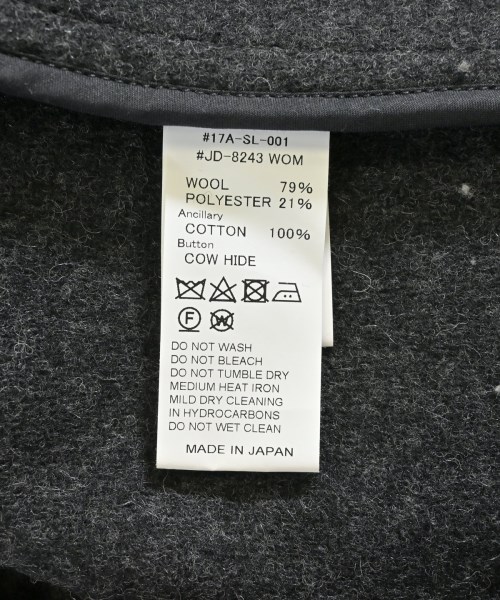 #17A-SL-001
#JD-8243 WOM
WOOL 79%
POLYESTER 21%
Ancillary
COTTON 100%
Button
COW HIDE
F W
DO NOT WASH
DO NOT BLEACH
DO NOT TUMBLE DRY
MEDIUM HEAT IRON
MILD DRY CLEANING
IN HYDROCARBONS
DO NOT WET CLEAN
MADE IN JAPAN